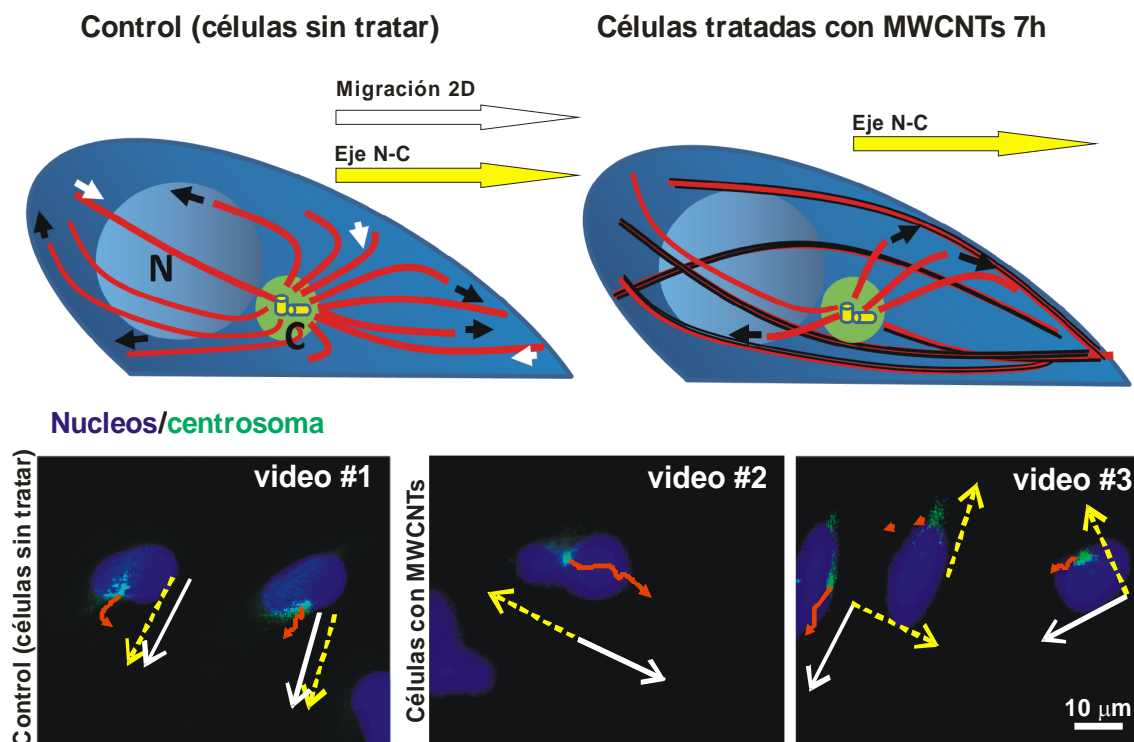 Control (células sin tratar)
Células tratadas con MWCNTs 7h
Migración 2D
Eje N-C
Eje N-C
N
C
Nucleos/centrosoma
Control (células sin tratar)
video #1
Células con MWCNTs
video #2
video #3
10 μm